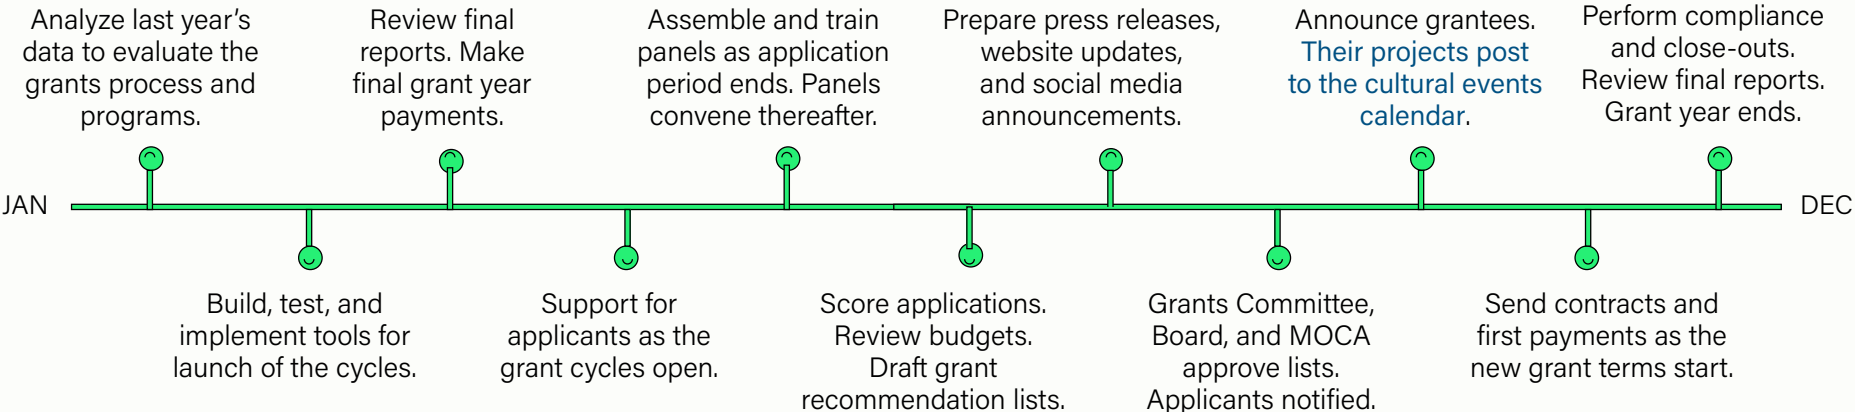 Analyze last year's
data to evaluate the
grants process and
programs.
Review final
reports. Make
final grant year
payments.
Assemble and train
panels as application
period ends. Panels
convene thereafter.
Prepare press releases,
website updates,
and social media
announcements.
Announce grantees.
Their projects post
to the cultural events
calendar.
Perform compliance
and close-outs.
Review final reports.
Grant year ends.
JAN
DEC
Build, test, and
implement tools for
launch of the cycles.
Support for
applicants as the
grant cycles open.
Score applications.
Review budgets.
Draft grant
recommendation lists.
Grants Committee,
Board, and MOCA
approve lists.
Applicants notified.
Send contracts and
first payments as the
new grant terms start.